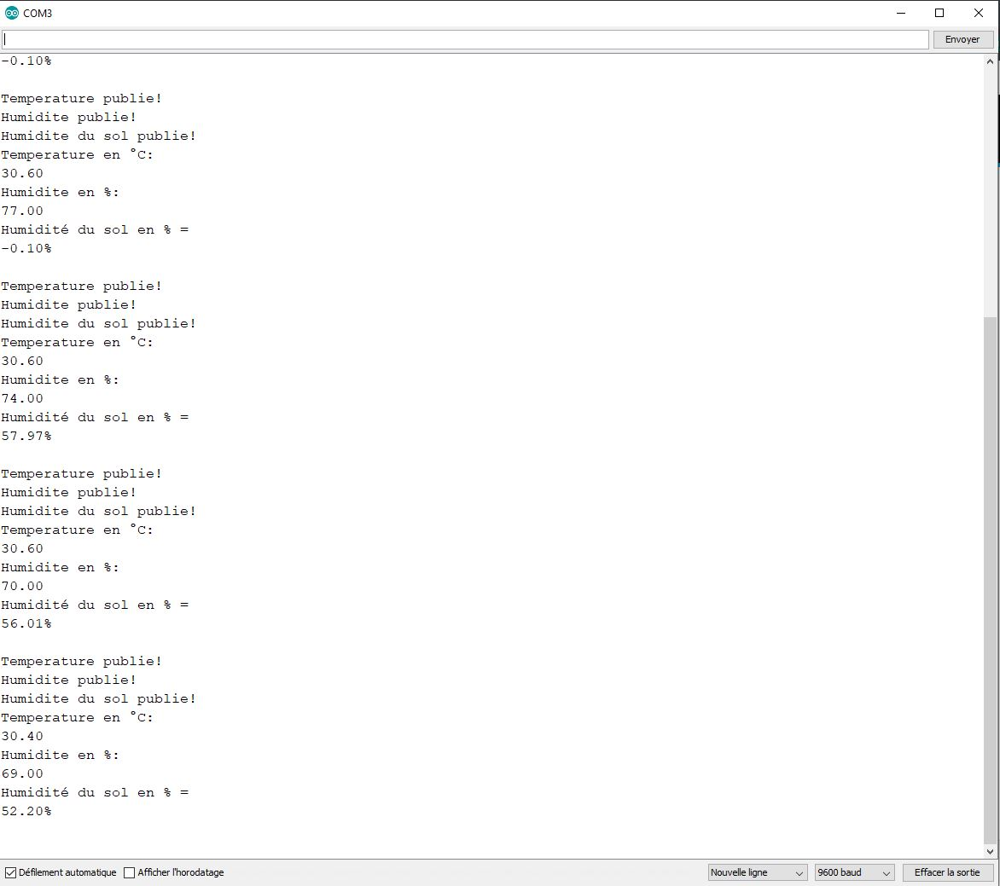 COM3
Envoyer
-0.10%
Temperature publie!
Humidite publie!
Humidite du sol publie!
Temperature en °C:
30.60
Humidite en %:
77.00
Humidité du sol en % =
-0.10%
Temperature publie!
Humidite publie!
Humidite du sol publie!
Temperature en °C:
30.60
Humidite en %:
74.00
Humidité du sol en % =
57.97%
Temperature publie!
Humidite publie!
Humidite du sol publie!
Temperature en °C:
30.60
Humidite en %:
70.00
Humidité du sol en % =
56.01%
Temperature publie!
Humidite publie!
Humidite du sol publie!
Temperature en °C:
30.40
Humidite en %:
69.00
Humidité du sol en % =
52.20%
Défilement automatique Afficher l'horodatage Nouvelle ligne 9600 baud Effacer la sortie